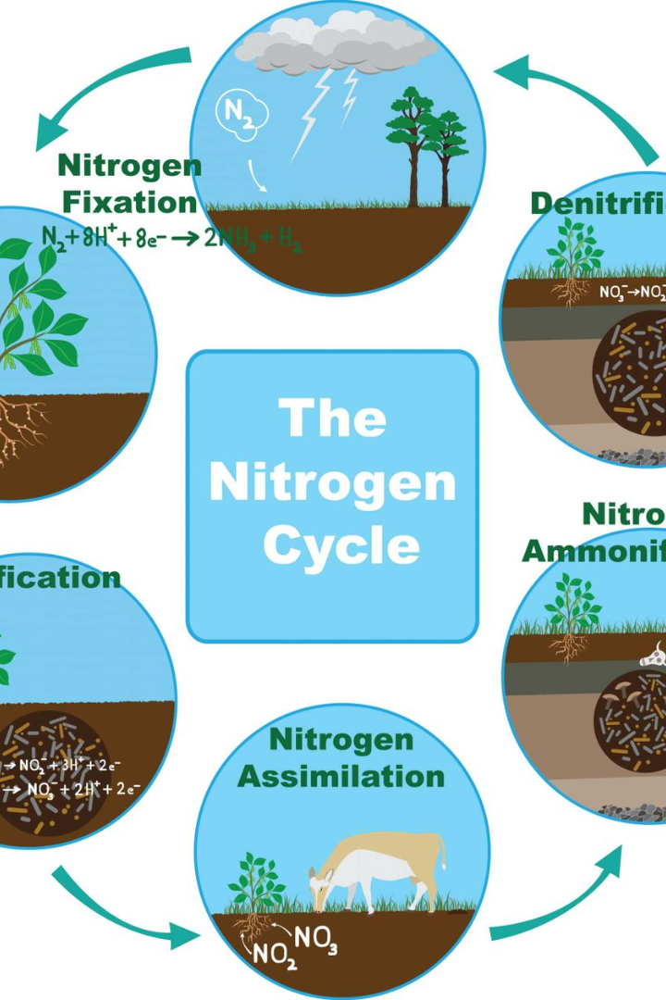 N₂
Nitrogen
Fixation
N₂+8H⁺+8e⁻→2NH₃+H₂
Denitrifi
NO₃⁻→NO₂⁻
The
Nitrogen
Cycle
Nitro
Ammonif
fication
→NO₂⁻+3H⁺+2e⁻
→NO₃⁻+2H⁺+2e⁻
Nitrogen
Assimilation
NO₃
NO₂